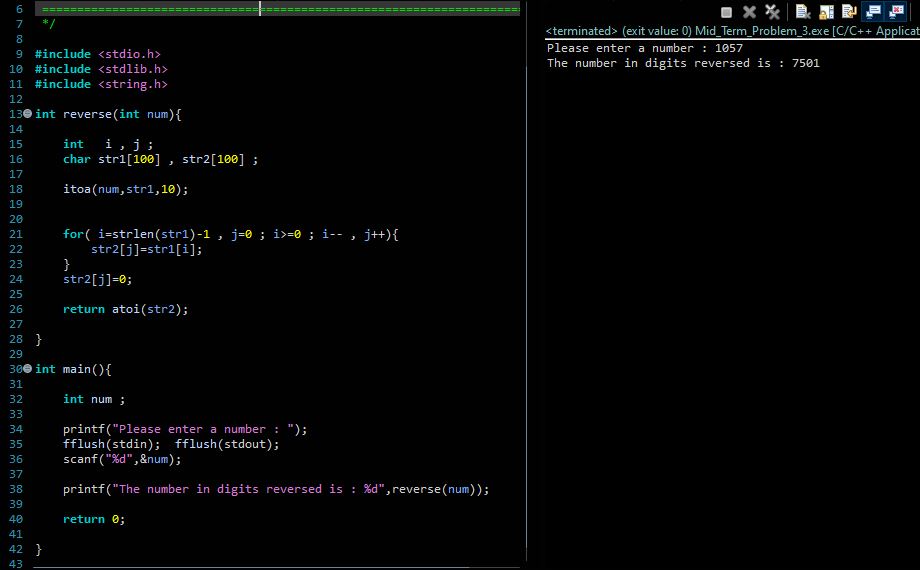 6 ====================================================================
7 */
8
9 #include <stdio.h>
10 #include <stdlib.h>
11 #include <string.h>
12
13 int reverse(int num){
14
15     int   i , j ;
16     char str1[100] , str2[100] ;
17
18     itoa(num,str1,10);
19
20
21     for( i=strlen(str1)-1 , j=0 ; i>=0 ; i-- , j++){
22         str2[j]=str1[i];
23     }
24     str2[j]=0;
25
26     return atoi(str2);
27
28 }
29
30 int main(){
31
32     int num ;
33
34     printf("Please enter a number : ");
35     fflush(stdin);  fflush(stdout);
36     scanf("%d",&num);
37
38     printf("The number in digits reversed is : %d",reverse(num));
39
40     return 0;
41
42 }
43
<terminated> (exit value: 0) Mid_Term_Problem_3.exe [C/C++ Applicat
Please enter a number : 1057
The number in digits reversed is : 7501